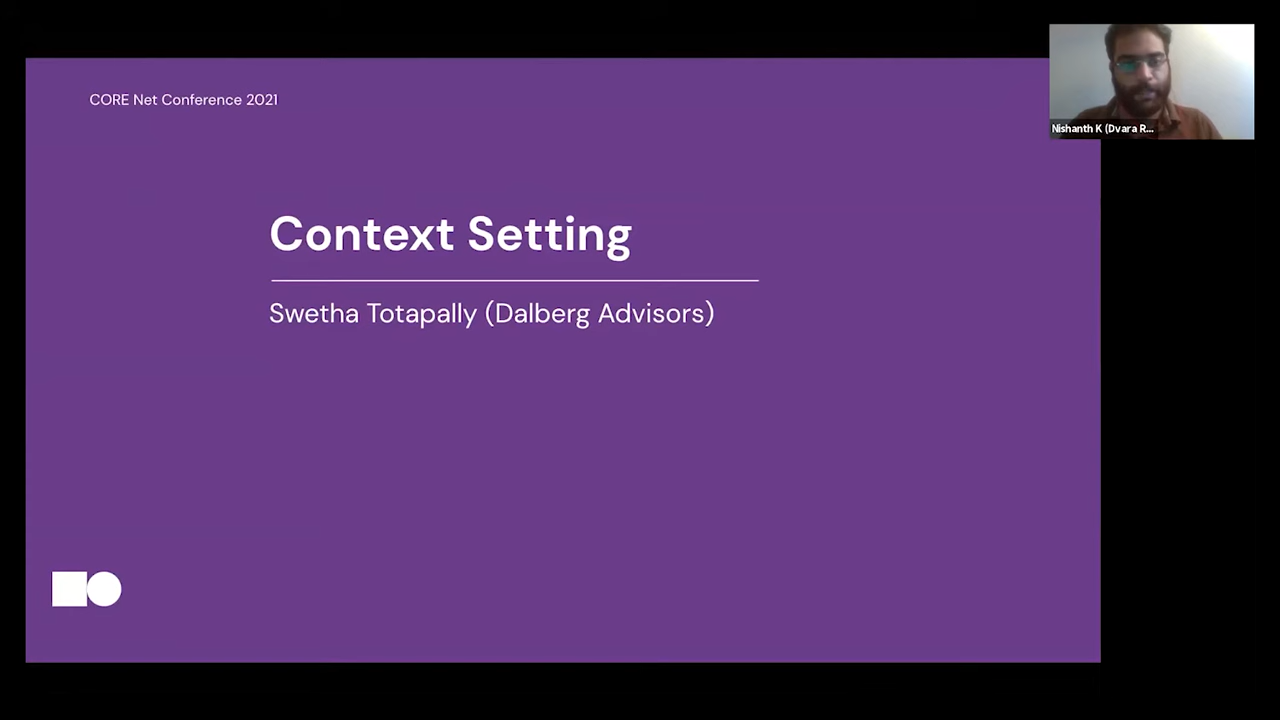 CORE Net Conference 2021
Nishanth K (Dvara R...
Context Setting
Swetha Totapally (Dalberg Advisors)